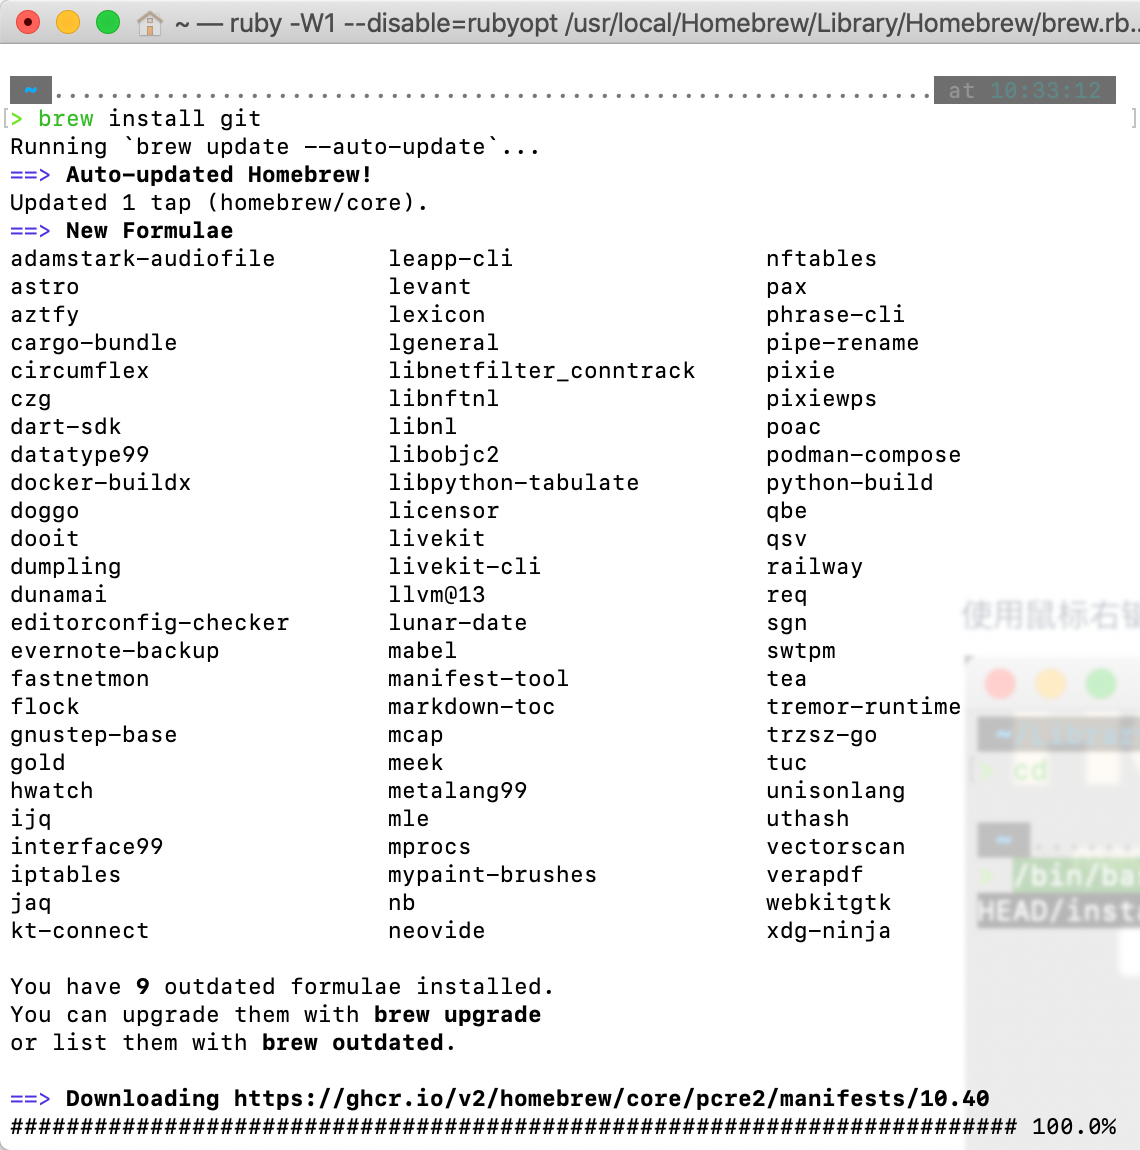 ~ — ruby -W1 --disable=rubyopt /usr/local/Homebrew/Library/Homebrew/brew.rb...
~ ............................................................... at 10:33:12
[> brew install git ]
Running `brew update --auto-update`...
==> Auto-updated Homebrew!
Updated 1 tap (homebrew/core).
==> New Formulae
adamstark-audiofile leapp-cli nftables
astro levant pax
aztfy lexicon phrase-cli
cargo-bundle lgeneral pipe-rename
circumflex libnetfilter_conntrack pixie
czg libnftnl pixiewps
dart-sdk libnl poac
datatype99 libobjc2 podman-compose
docker-buildx libpython-tabulate python-build
doggo licensor qbe
dooit livekit qsv
dumpling livekit-cli railway
dunamai llvm@13 req
editorconfig-checker lunar-date sgn
evernote-backup mabel swtpm
fastnetmon manifest-tool tea
flock markdown-toc tremor-runtime
gnustep-base mcap trzsz-go
gold meek tuc
hwatch metalang99 unisonlang
ijq mle uthash
interface99 mprocs vectorscan
iptables mypaint-brushes verapdf
jaq nb webkitgtk
kt-connect neovide xdg-ninja
You have 9 outdated formulae installed.
You can upgrade them with brew upgrade
or list them with brew outdated.
==> Downloading https://ghcr.io/v2/homebrew/core/pcre2/manifests/10.40
######################################################################## 100.0%
使用鼠标右
> cd
~
> /bin/ba
HEAD/inst